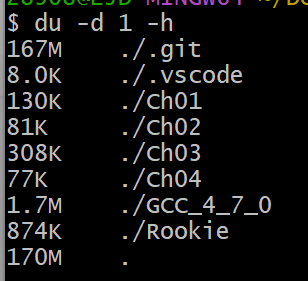 $ du -d 1 -h
167M ./.git
8.0K ./.vscode
130K ./Ch01
81K ./Ch02
308K ./Ch03
77K ./Ch04
1.7M ./GCC_4_7_0
874K ./Rookie
170M .